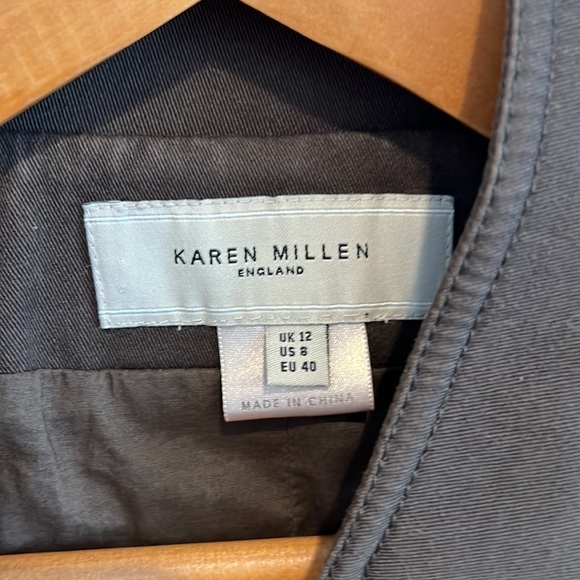 KAREN MILLEN
ENGLAND
UK 12
US 8
EU 40
MADE IN CHINA